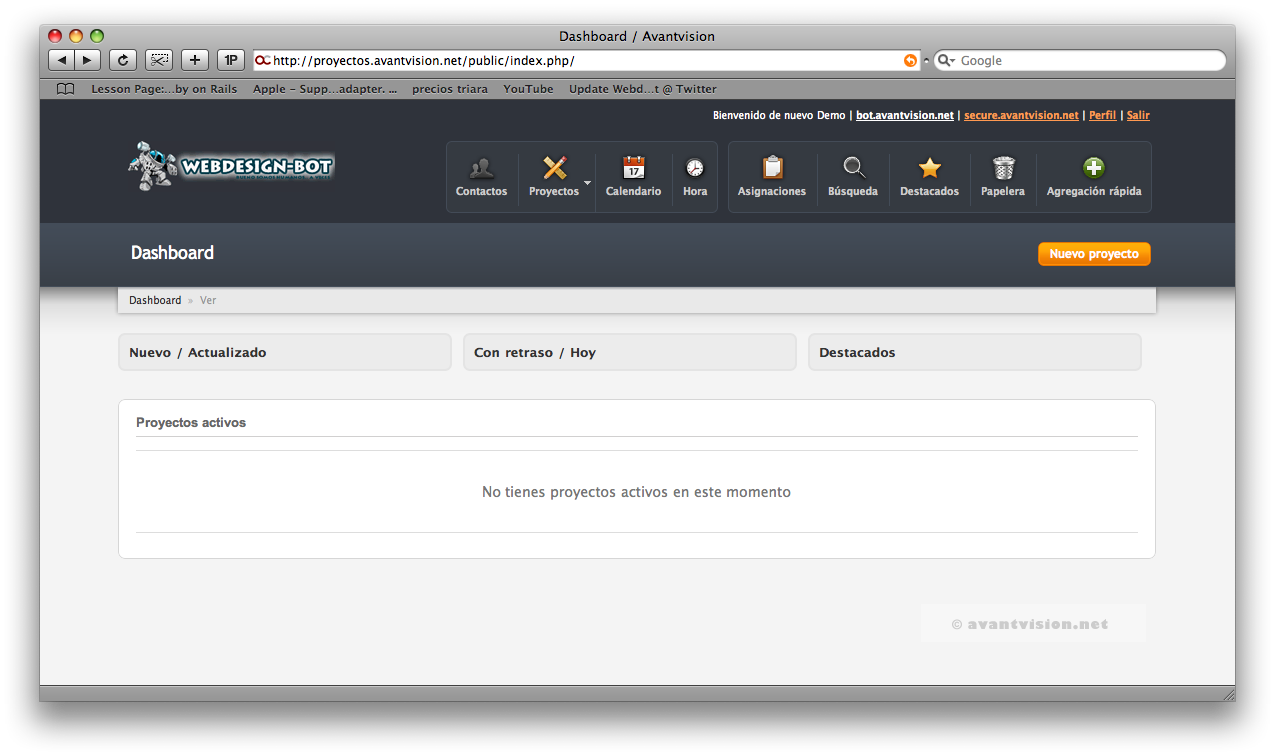 Dashboard / Avantvision
1P
http://proyectos.avantvision.net/public/index.php/
Google
Lesson Page:...by on Rails Apple – Supp...adapter. ... precios triara YouTube Update Webd...t @ Twitter
Bienvenido de nuevo Demo | bot.avantvision.net | secure.avantvision.net | Perfil | Salir
WEBDESIGN-BOT
17
Contactos Proyectos Calendario Hora Asignaciones Búsqueda Destacados Papelera Agregación rápida
Dashboard
Nuevo proyecto
Dashboard » Ver
Nuevo / Actualizado Con retraso / Hoy Destacados
Proyectos activos
No tienes proyectos activos en este momento
© avantvision.net